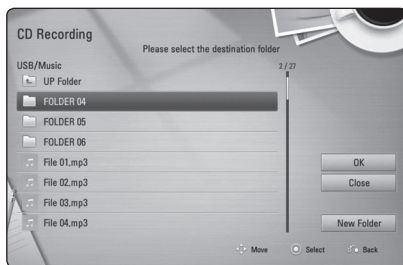 CD Recording
Please select the destination folder
USB/Music
2 / 27
UP Folder
FOLDER 04
FOLDER 05
FOLDER 06
File 01.mp3
File 02.mp3
File 03.mp3
File 04.mp3
OK
Close
New Folder
Move
Select
Back